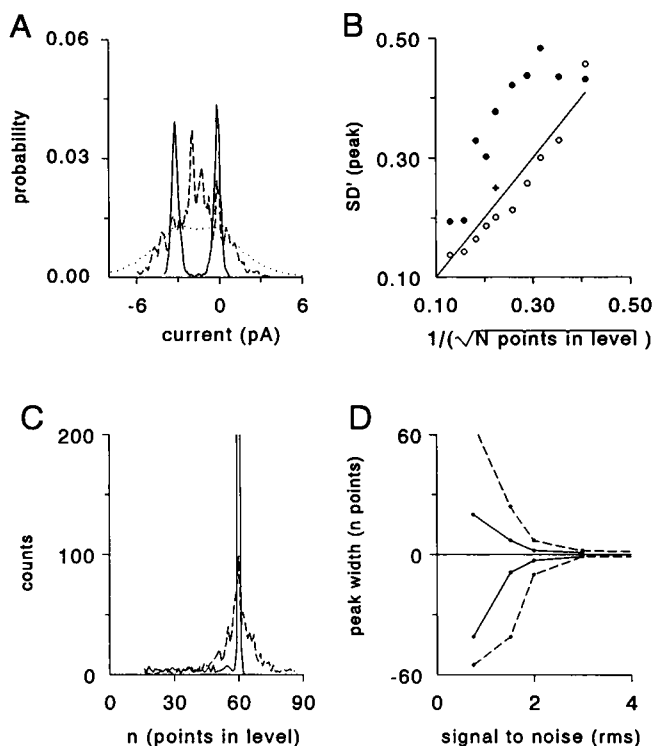 A
0.06
0.03
0.00
probability
-6
0
6
current (pA)
B
0.50
0.30
0.10
SD' (peak)
0.10
0.30
0.50
1/(√N points in level )
C
200
100
0
counts
0
30
60
90
n (points in level)
D
60
0
-60
peak width (n points)
0
2
4
signal to noise (rms)